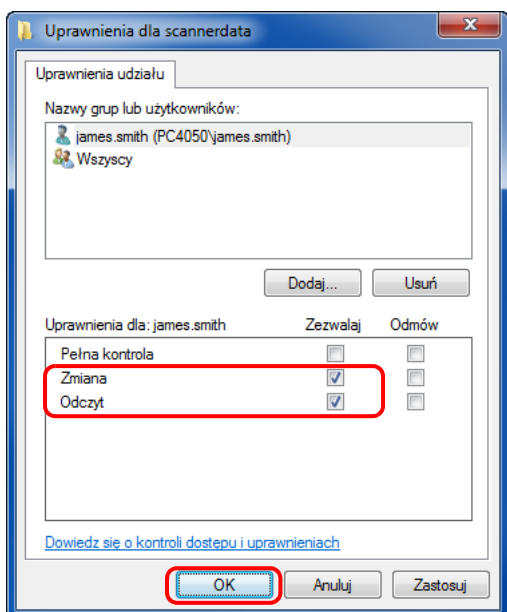 Uprawnienia dla scannerdata
Uprawnienia udziału
Nazwy grup lub użytkowników:
james.smith (PC4050\james.smith)
Wszyscy
Dodaj... Usuń
Uprawnienia dla: james.smith Zezwalaj Odmów
Pełna kontrola
Zmiana
Odczyt
Dowiedz się o kontroli dostępu i uprawnieniach
OK Anuluj Zastosuj